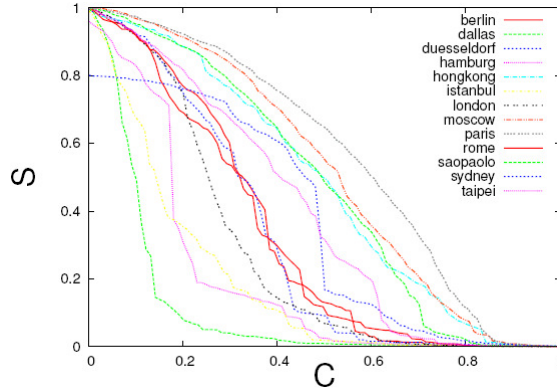 1
0.8
0.6
0.4
0.2
0
S
0
0.2
0.4
0.6
0.8
C
berlin
dallas
duesseldorf
hamburg
hongkong
istanbul
london
moscow
paris
rome
saopaolo
sydney
taipei